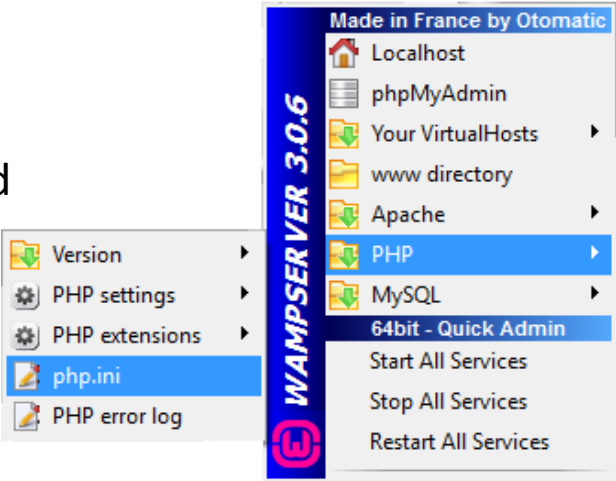 Made in France by Otomatic
Localhost
phpMyAdmin
Your VirtualHosts
www directory
Apache
PHP
MySQL
64bit - Quick Admin
Start All Services
Stop All Services
Restart All Services
WAMPSERVER 3.0.6
d
Version
PHP settings
PHP extensions
php.ini
PHP error log